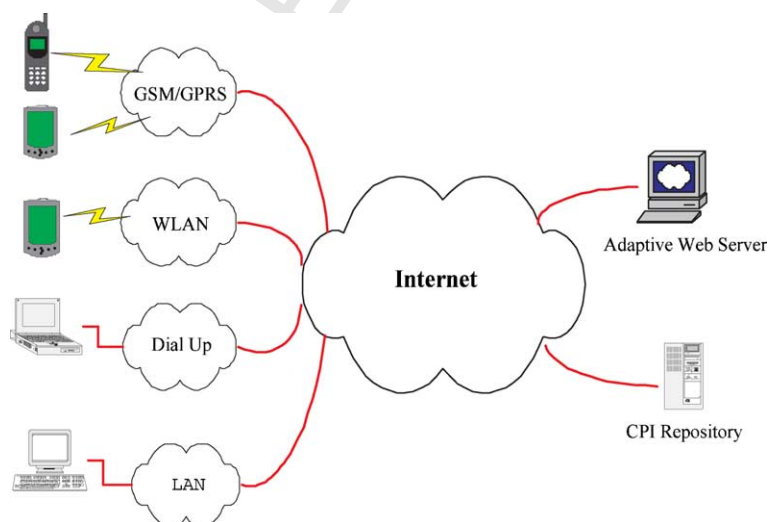 GSM/GPRS
WLAN
Internet
Adaptive Web Server
Dial Up
CPI Repository
LAN